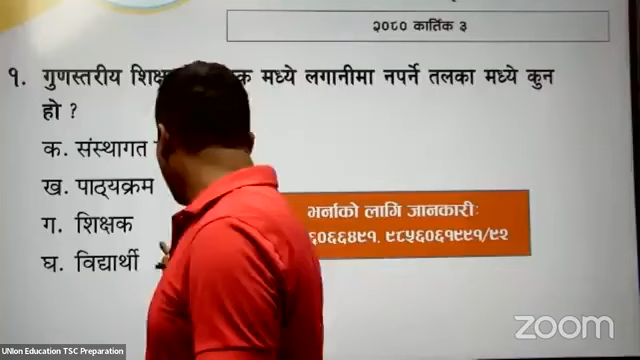 २०८० कार्तिक ३
१. गुणस्तरीय मध्ये लगानीमा नपर्ने तलका मध्ये कुन
हो ?
क. संस्थागत
ख. पाठ्यक्रम
भर्नाको लागि जानकारीः
ग. शिक्षक
६०६६४९१, ९८५६०६१९९१/९२
घ. विद्यार्थी
zoom
UNIon Education TSC Preparation